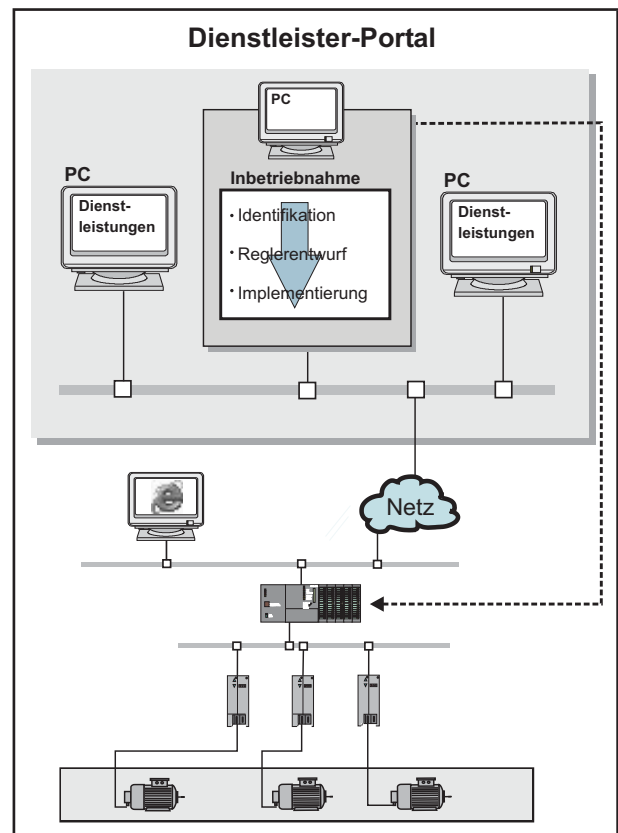 Dienstleister-Portal
PC
PC
Dienst-
leistungen
Inbetriebnahme
· Identifikation
· Reglerentwurf
· Implementierung
PC
Dienst-
leistungen
Netz